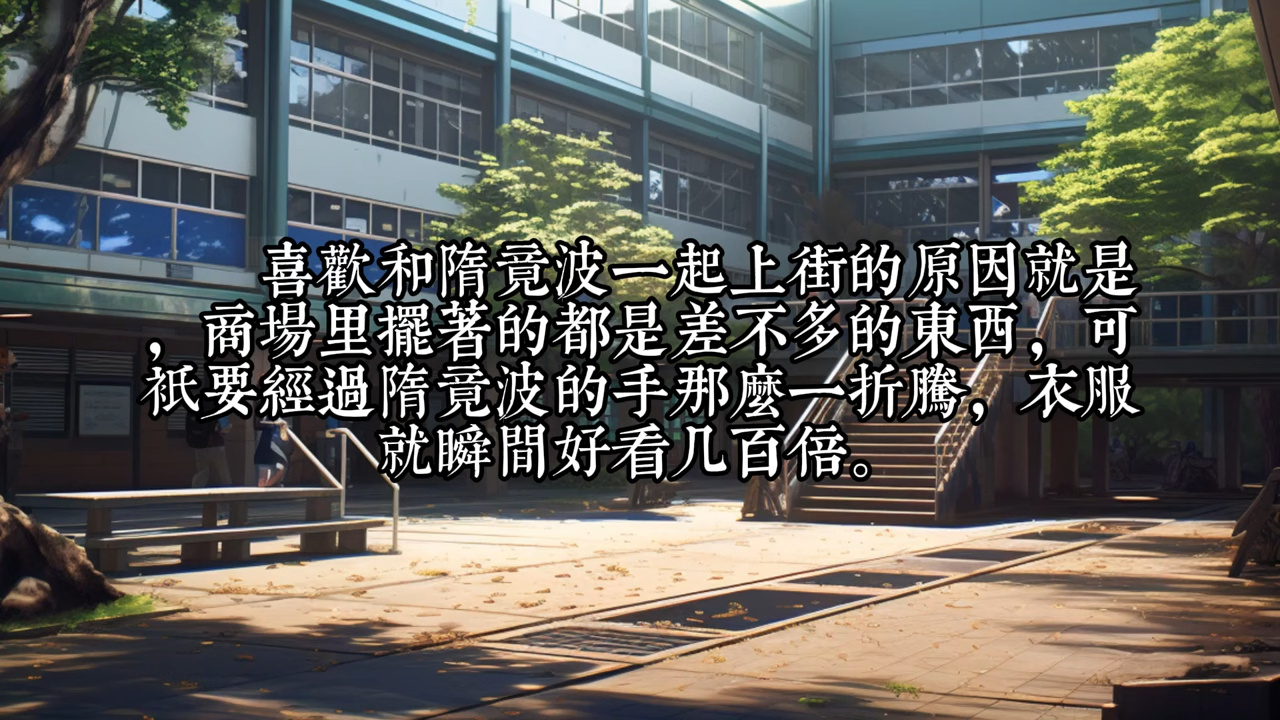 喜歡和隋竟波一起上街的原因就是
，商場里擺著的都是差不多的東西，可
衹要經過隋竟波的手那麼一折騰，衣服
就瞬間好看几百倍。